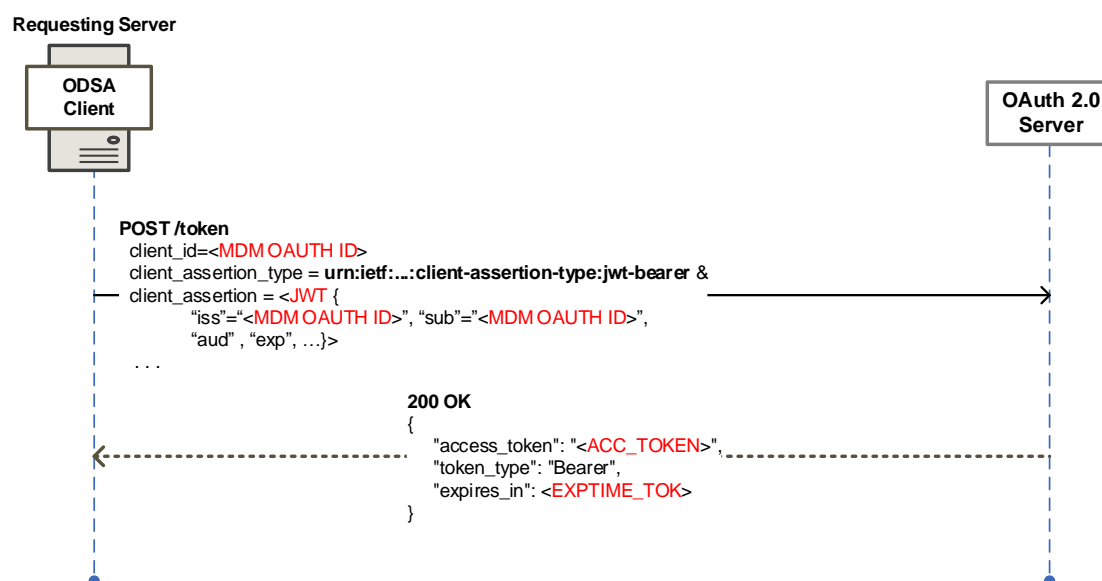 Requesting Server
ODSA
Client
OAuth 2.0
Server
POST /token
client_id=<MDM OAUTH ID>
client_assertion_type = urn:ietf:...:client-assertion-type:jwt-bearer &
client_assertion = <JWT {
“iss”=“<MDM OAUTH ID>”, “sub”=”<MDM OAUTH ID>”,
“aud” , “exp”, …}>
. . .
200 OK
{
"access_token": "<ACC_TOKEN>",
"token_type": "Bearer",
"expires_in": <EXPTIME_TOK>
}